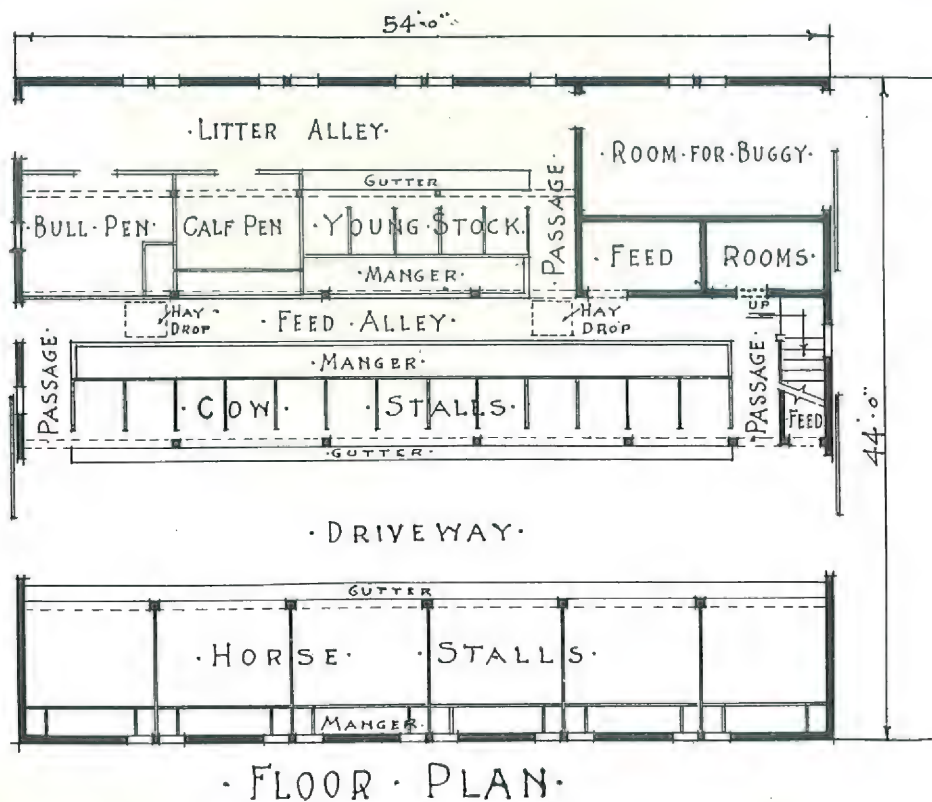 54'-0"
·LITTER ALLEY·
·ROOM·FOR·BUGGY·
GUTTER
PASSAGE
·BULL·PEN·
CALF PEN
·YOUNG·STOCK.
·FEED
ROOMS·
·MANGER·
HAY DROP
·FEED·ALLEY·
HAY DROP
UP
PASSAGE·
·MANGER·
PASSAGE
·COW· ·STALLS·
·FEED
·GUTTER·
44'-0"
·DRIVEWAY·
GUTTER
·HORSE· ·STALLS·
MANGER·
·FLOOR·PLAN·